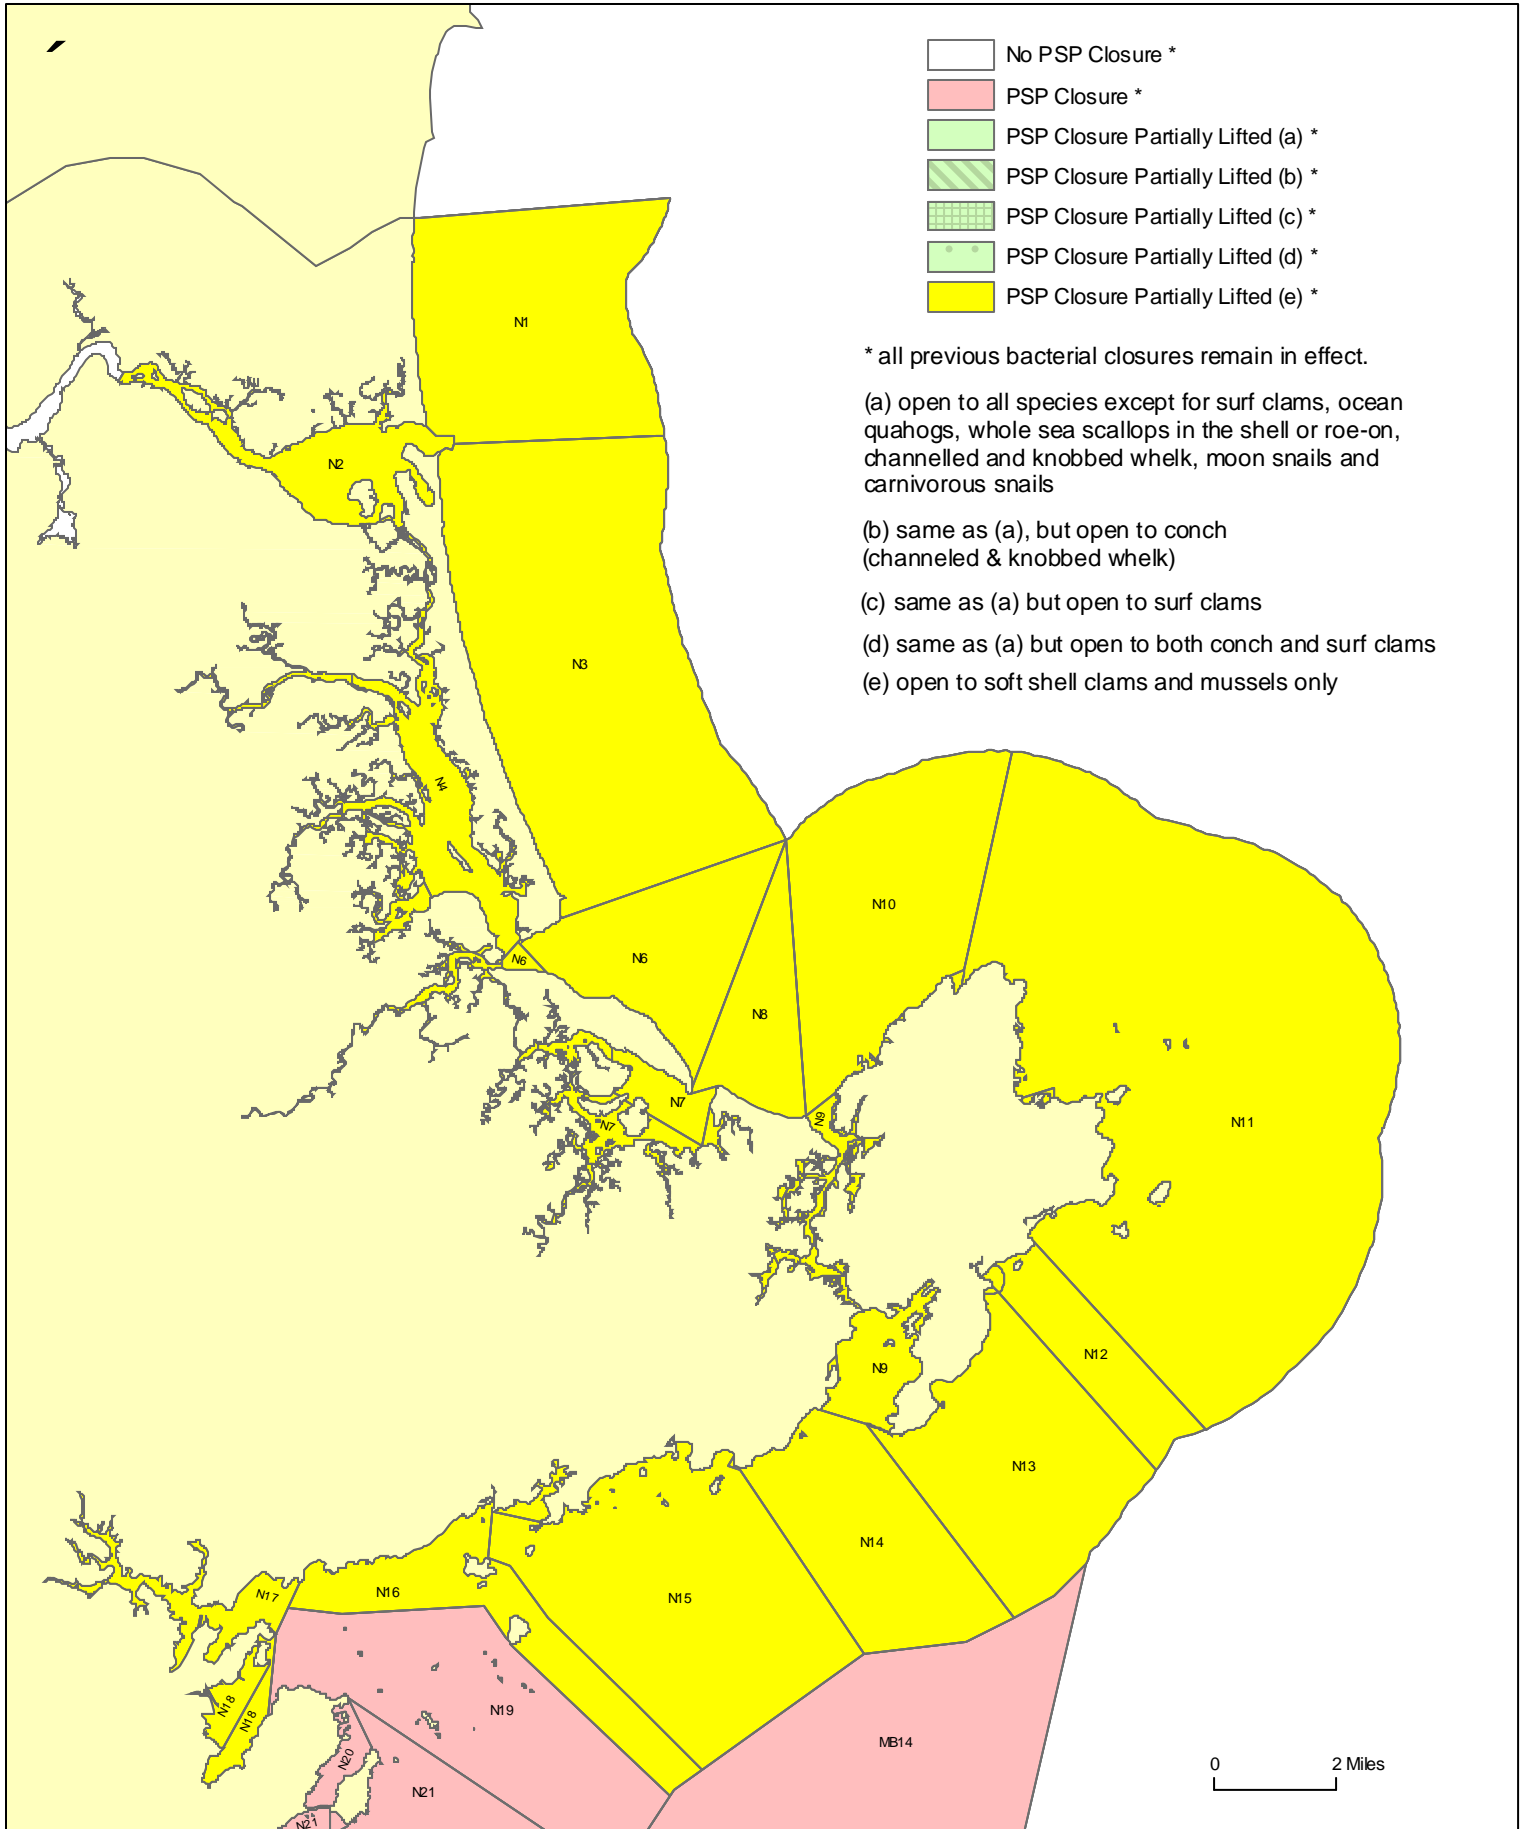 No PSP Closure *
PSP Closure *
PSP Closure Partially Lifted (a) *
PSP Closure Partially Lifted (b) *
PSP Closure Partially Lifted (c) *
PSP Closure Partially Lifted (d) *
PSP Closure Partially Lifted (e) *
* all previous bacterial closures remain in effect.
(a) open to all species except for surf clams, ocean
quahogs, whole sea scallops in the shell or roe-on,
channelled and knobbed whelk, moon snails and
carnivorous snails
(b) same as (a), but open to conch
(channeled & knobbed whelk)
(c) same as (a) but open to surf clams
(d) same as (a) but open to both conch and surf clams
(e) open to soft shell clams and mussels only
N1
N2
N3
N4
N10
N6
N6
N8
N7
N7
N9
N11
N12
N9
N13
N14
N15
N16
N17
N18
N18
N19
N20
N21
N21
MB14
0 2 Miles